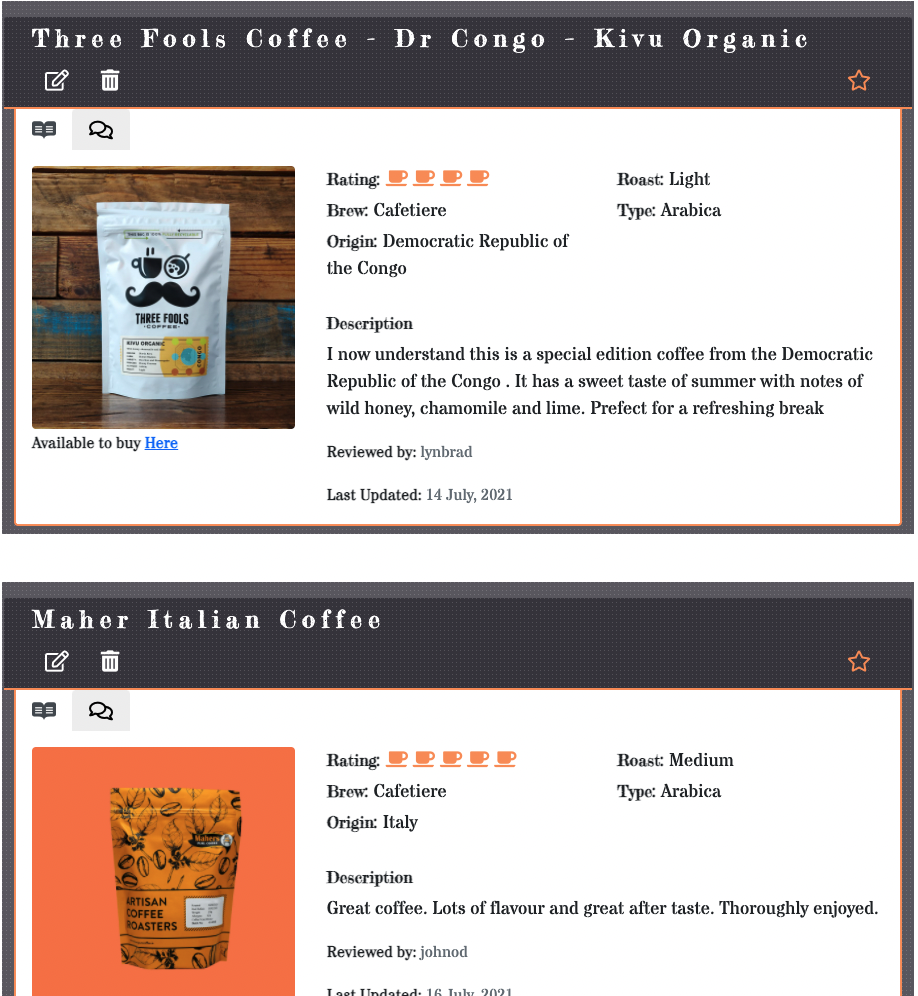 Three Fools Coffee - Dr Congo - Kivu Organic
Rating:
Roast: Light
Brew: Cafetiere
Type: Arabica
Origin: Democratic Republic of
the Congo
THREE FOOLS
·COFFEE·
KIVU ORGANIC
CONGO
Description
I now understand this is a special edition coffee from the Democratic
Republic of the Congo . It has a sweet taste of summer with notes of
wild honey, chamomile and lime. Prefect for a refreshing break
Available to buy Here
Reviewed by: lynbrad
Last Updated: 14 July, 2021
Maher Italian Coffee
Rating:
Roast: Medium
Brew: Cafetiere
Type: Arabica
Origin: Italy
ARTISAN
COFFEE
ROASTERS
Description
Great coffee. Lots of flavour and great after taste. Thoroughly enjoyed.
Reviewed by: johnod
Last Updated: 16 July, 2021